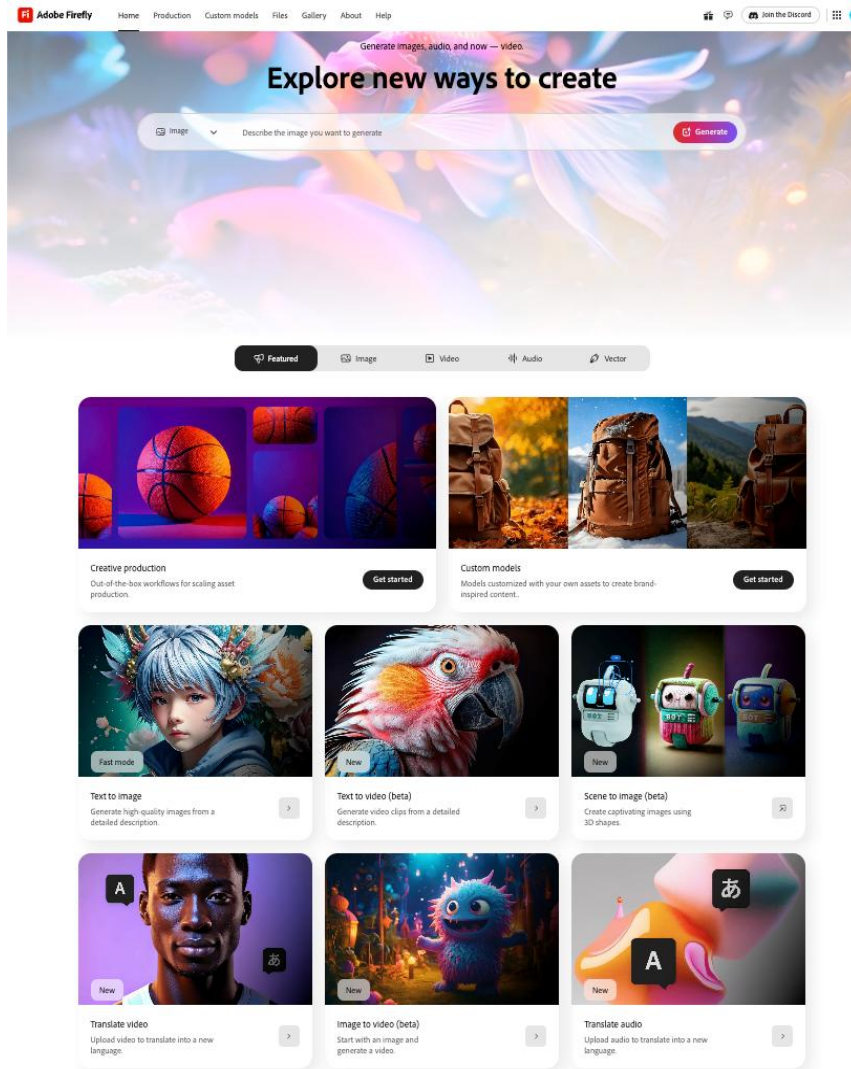 Fi Adobe Firefly Home Production Custom models Files Gallery About Help Join the Discord
Generate images, audio, and now — video.
Explore new ways to create
Image Describe the image you want to generate Generate
Featured Image Video Audio Vector
Creative production
Out-of-the-box workflows for scaling asset
production.
Get started
Custom models
Models customized with your own assets to create brand-
inspired content..
Get started
Fast mode
Text to image
Generate high-quality images from a
detailed description.
New
Text to video (beta)
Generate video clips from a detailed
description.
BOT
BOT
BOT
New
Scene to image (beta)
Create captivating images using
3D shapes.
A
あ
New
Translate video
Upload video to translate into a new
language.
New
Image to video (beta)
Start with an image and
generate a video.
あ
A
New
Translate audio
Upload audio to translate into a new
language.